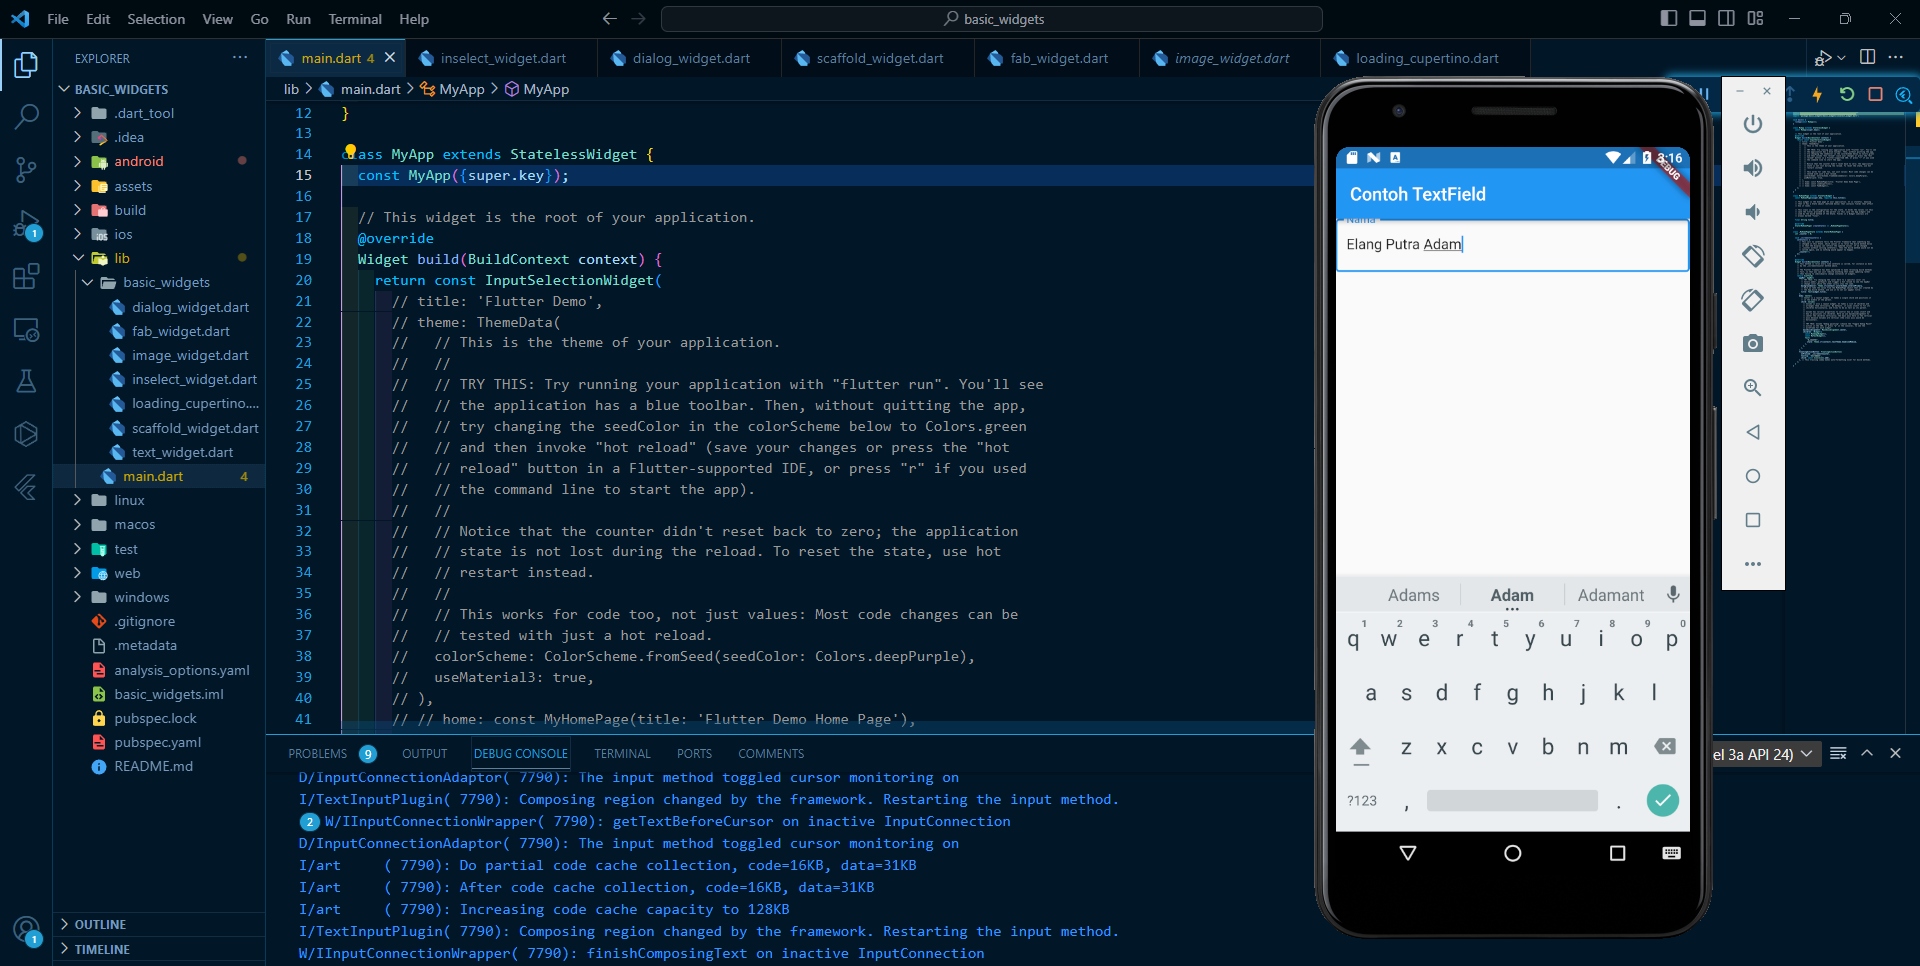 File Edit Selection View Go Run Terminal Help
basic_widgets
EXPLORER
main.dart 4
inselect_widget.dart
dialog_widget.dart
scaffold_widget.dart
fab_widget.dart
image_widget.dart
loading_cupertino.dart
BASIC_WIDGETS
.dart_tool
.idea
android
assets
build
ios
lib
basic_widgets
dialog_widget.dart
fab_widget.dart
image_widget.dart
inselect_widget.dart
loading_cupertino....
scaffold_widget.dart
text_widget.dart
main.dart 4
linux
macos
test
web
windows
.gitignore
.metadata
analysis_options.yaml
basic_widgets.iml
pubspec.lock
pubspec.yaml
README.md
OUTLINE
TIMELINE
1
1
lib > main.dart > MyApp > MyApp
12 }
13
14 class MyApp extends StatelessWidget {
15 const MyApp({super.key});
16
17 // This widget is the root of your application.
18 @override
19 Widget build(BuildContext context) {
20 return const InputSelectionWidget(
21 // title: 'Flutter Demo',
22 // theme: ThemeData(
23 // // This is the theme of your application.
24 // //
25 // // TRY THIS: Try running your application with "flutter run". You'll see
26 // // the application has a blue toolbar. Then, without quitting the app,
27 // // try changing the seedColor in the colorScheme below to Colors.green
28 // // and then invoke "hot reload" (save your changes or press the "hot
29 // // reload" button in a Flutter-supported IDE, or press "r" if you used
30 // // the command line to start the app).
31 // //
32 // // Notice that the counter didn't reset back to zero; the application
33 // // state is not lost during the reload. To reset the state, use hot
34 // // restart instead.
35 // //
36 // // This works for code too, not just values: Most code changes can be
37 // // tested with just a hot reload.
38 // colorScheme: ColorScheme.fromSeed(seedColor: Colors.deepPurple),
39 // useMaterial3: true,
40 // ),
41 // // home: const MyHomePage(title: 'Flutter Demo Home Page'),
PROBLEMS 9 OUTPUT DEBUG CONSOLE TERMINAL PORTS COMMENTS
el 3a API 24)
D/InputConnectionAdaptor( 7790): The input method toggled cursor monitoring on
I/TextInputPlugin( 7790): Composing region changed by the framework. Restarting the input method.
2 W/IInputConnectionWrapper( 7790): getTextBeforeCursor on inactive InputConnection
D/InputConnectionAdaptor( 7790): The input method toggled cursor monitoring on
I/art ( 7790): Do partial code cache collection, code=16KB, data=31KB
I/art ( 7790): After code cache collection, code=16KB, data=31KB
I/art ( 7790): Increasing code cache capacity to 128KB
I/TextInputPlugin( 7790): Composing region changed by the framework. Restarting the input method.
W/IInputConnectionWrapper( 7790): finishComposingText on inactive InputConnection
3:16
DEBUG
Contoh TextField
Nama
Elang Putra Adam
Adams Adam Adamant
1 2 3 4 5 6 7 8 9 0
q w e r t y u i o p
a s d f g h j k l
z x c v b n m
?123 , .